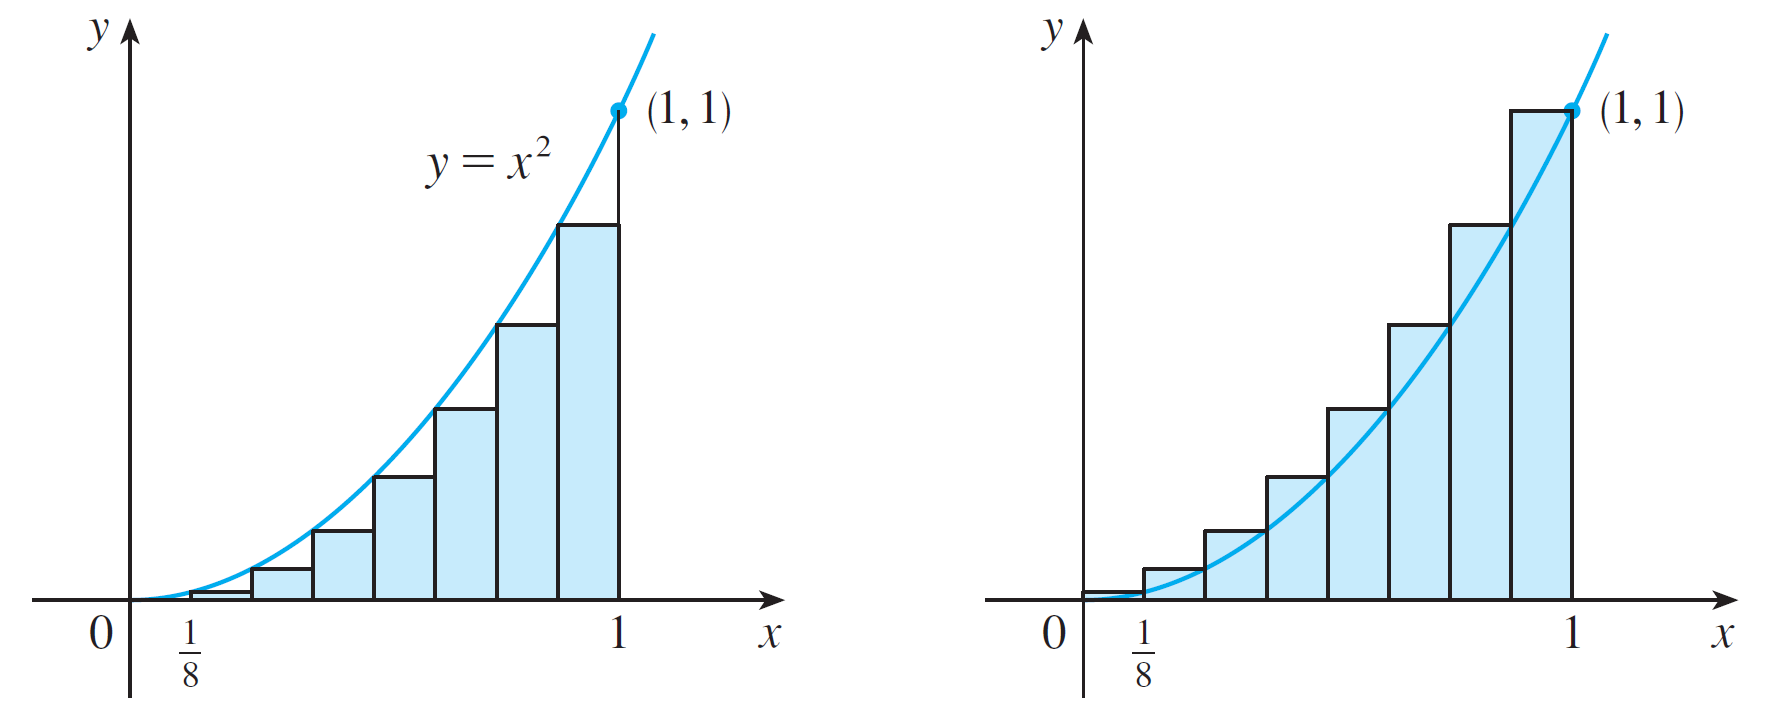 y
(1, 1)
y = x²
0
1/8
1
x
y
(1, 1)
0
1/8
1
x